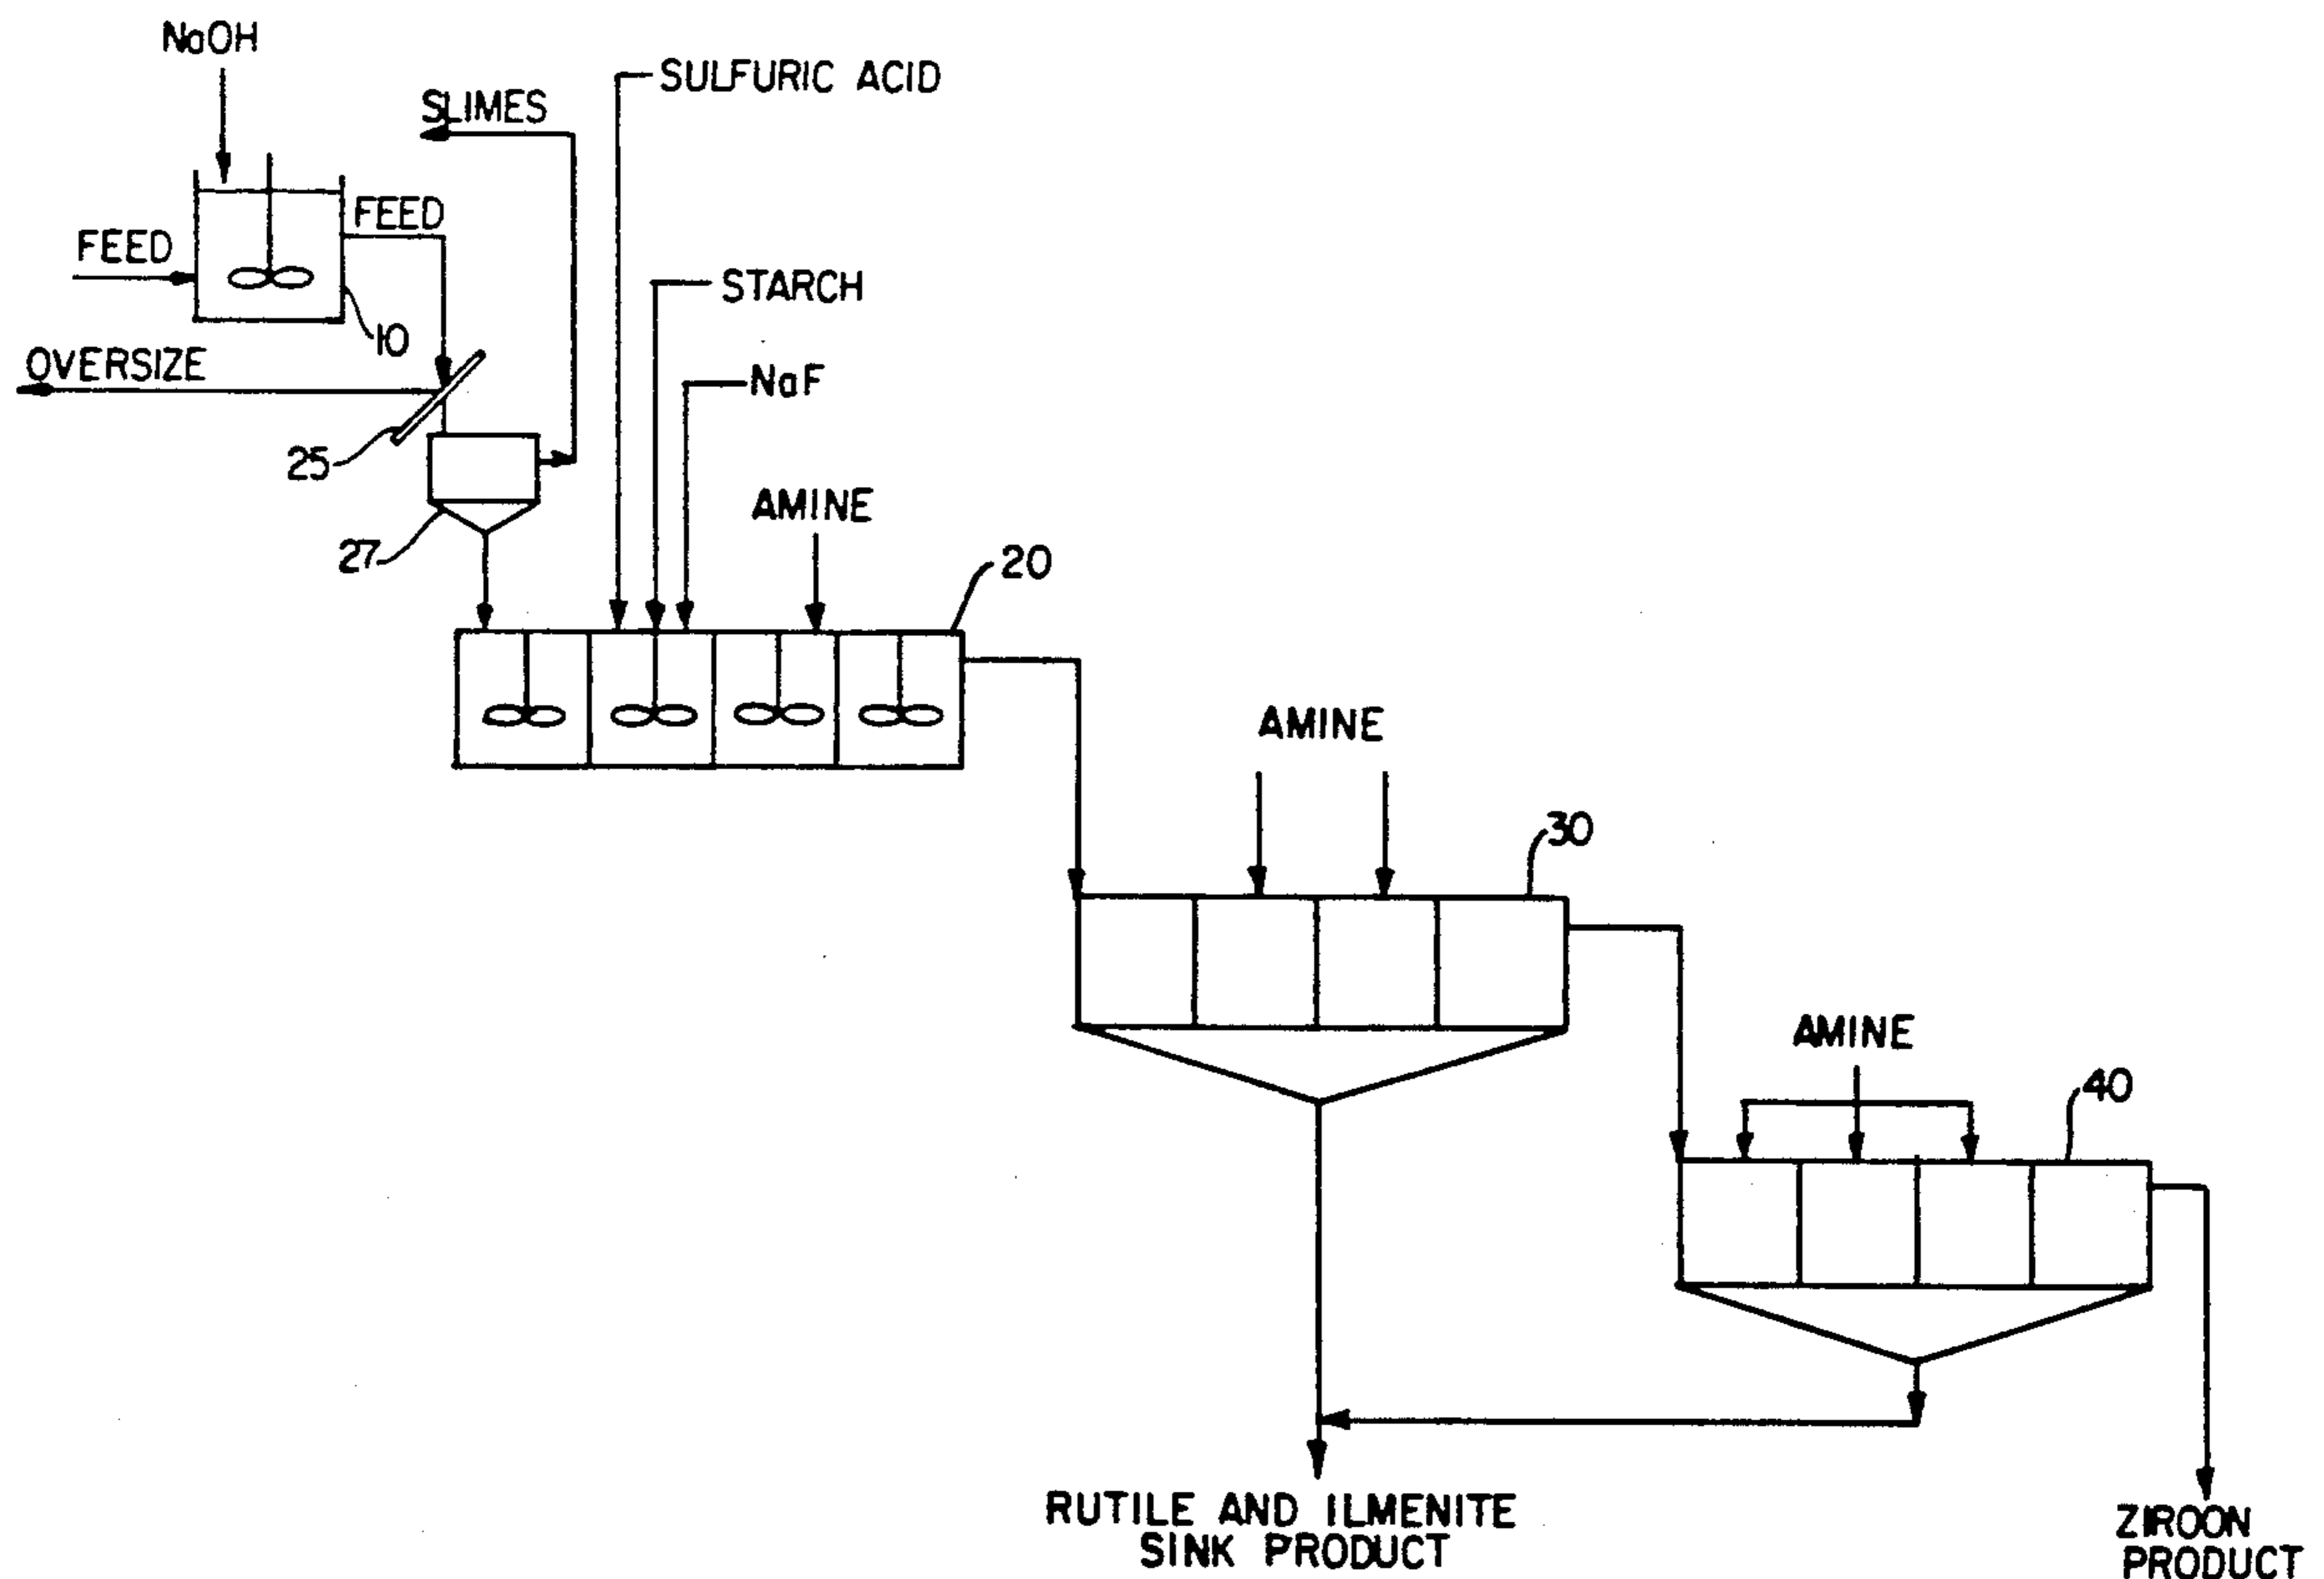 NaOH
SULFURIC ACID
SLIMES
FEED
FEED
STARCH
10
OVERSIZE
NaF
25
AMINE
27
20
AMINE
30
AMINE
40
RUTILE AND ILMENITE
SINK PRODUCT
ZIROON
PRODUCT